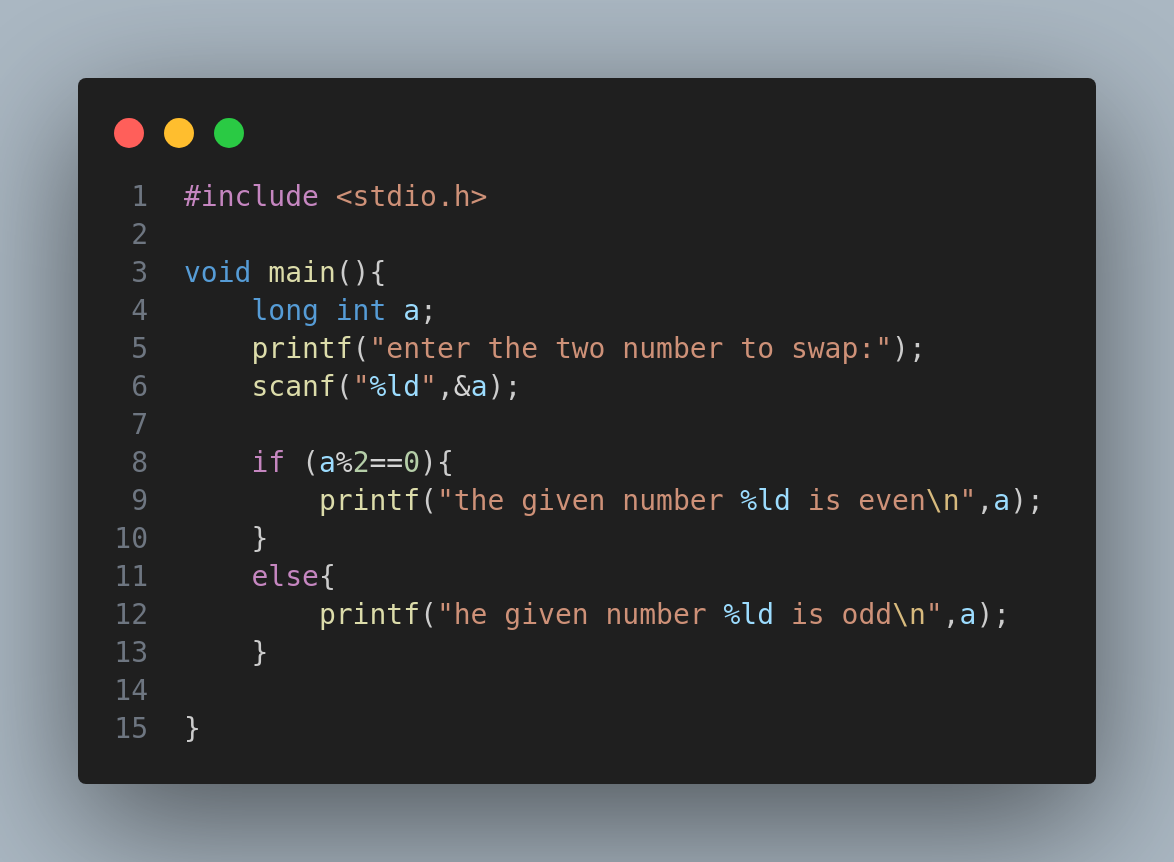 1 #include <stdio.h>
2
3 void main(){
4     long int a;
5     printf("enter the two number to swap:");
6     scanf("%ld",&a);
7
8     if (a%2==0){
9         printf("the given number %ld is even\n",a);
10     }
11     else{
12         printf("he given number %ld is odd\n",a);
13     }
14
15 }